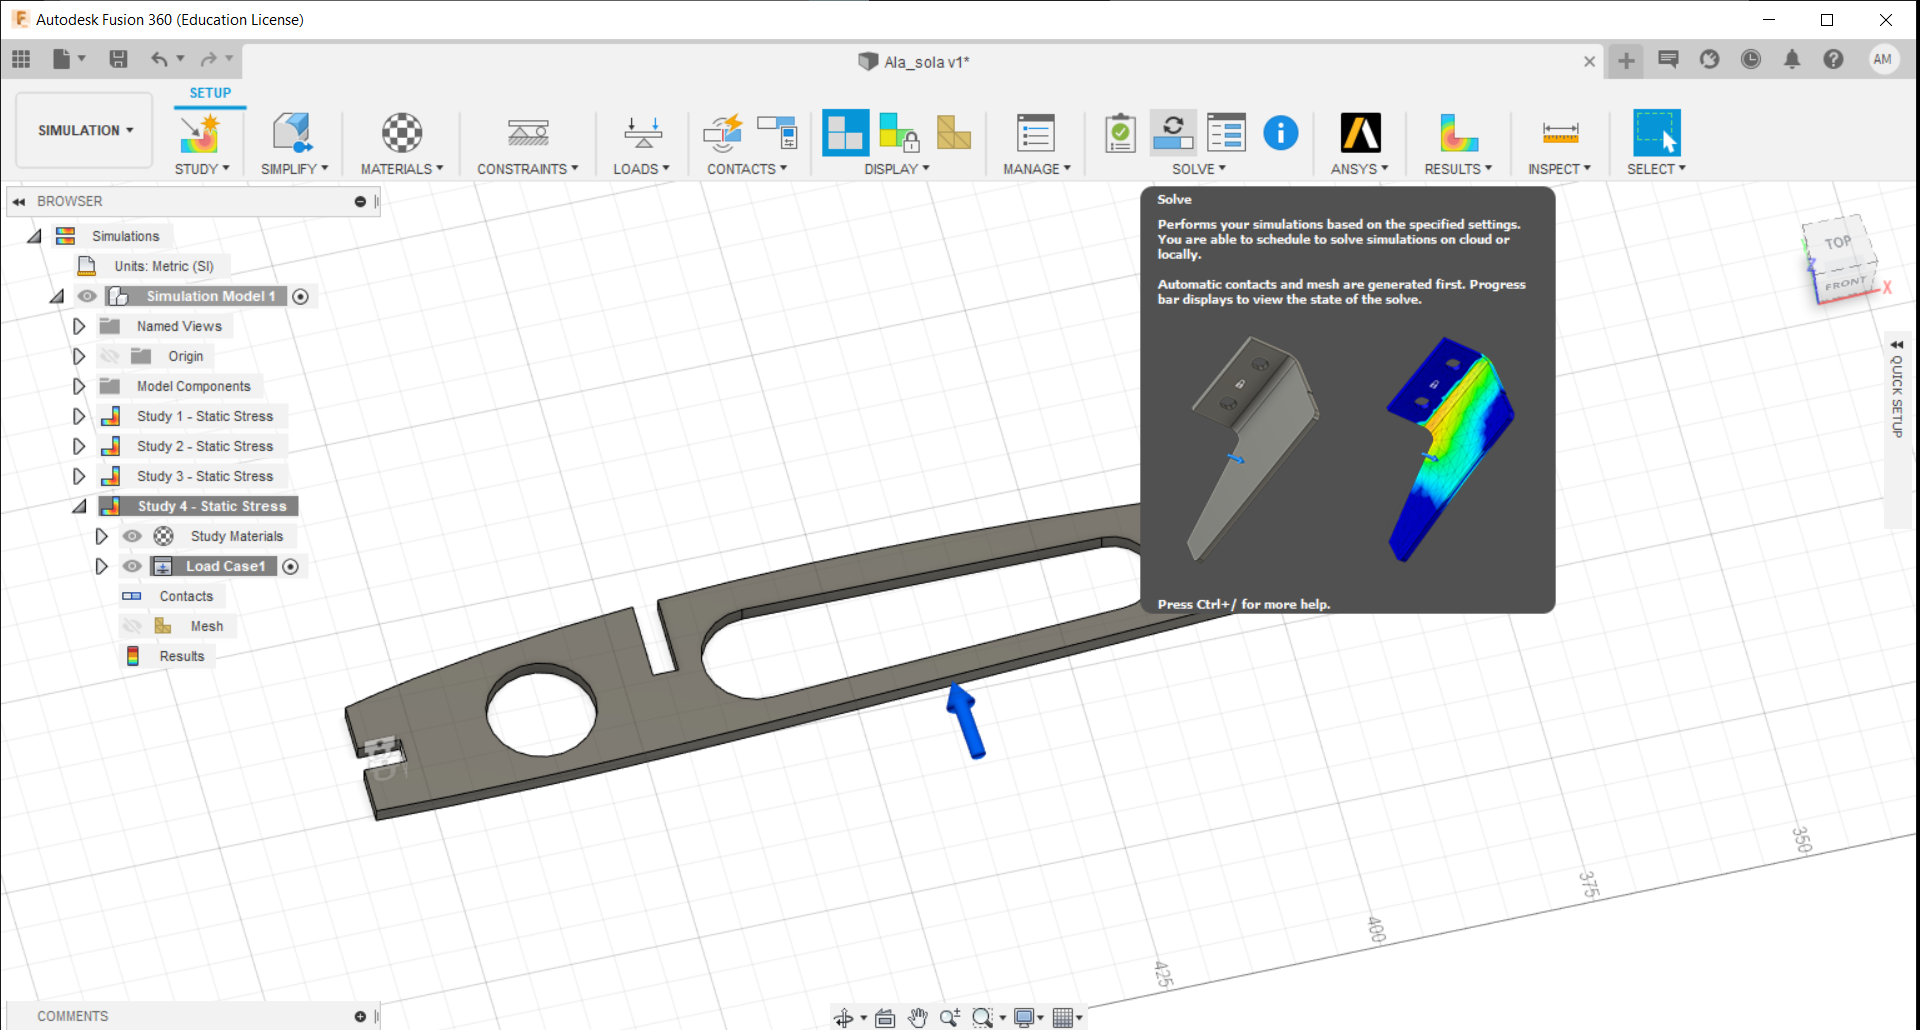 Autodesk Fusion 360 (Education License)
Ala_sola v1*
AM
SIMULATION
SETUP
STUDY
SIMPLIFY
MATERIALS
CONSTRAINTS
LOADS
CONTACTS
DISPLAY
MANAGE
SOLVE
ANSYS
RESULTS
INSPECT
SELECT
BROWSER
Simulations
Units: Metric (SI)
Simulation Model 1
Named Views
Origin
Model Components
Study 1 - Static Stress
Study 2 - Static Stress
Study 3 - Static Stress
Study 4 - Static Stress
Study Materials
Load Case1
Contacts
Mesh
Results
Solve
Performs your simulations based on the specified settings.
You are able to schedule to solve simulations on cloud or
locally.
Automatic contacts and mesh are generated first. Progress
bar displays to view the state of the solve.
Press Ctrl+/ for more help.
TOP
FRONT
X
Y
Z
QUICK SETUP
350
375
400
425
COMMENTS